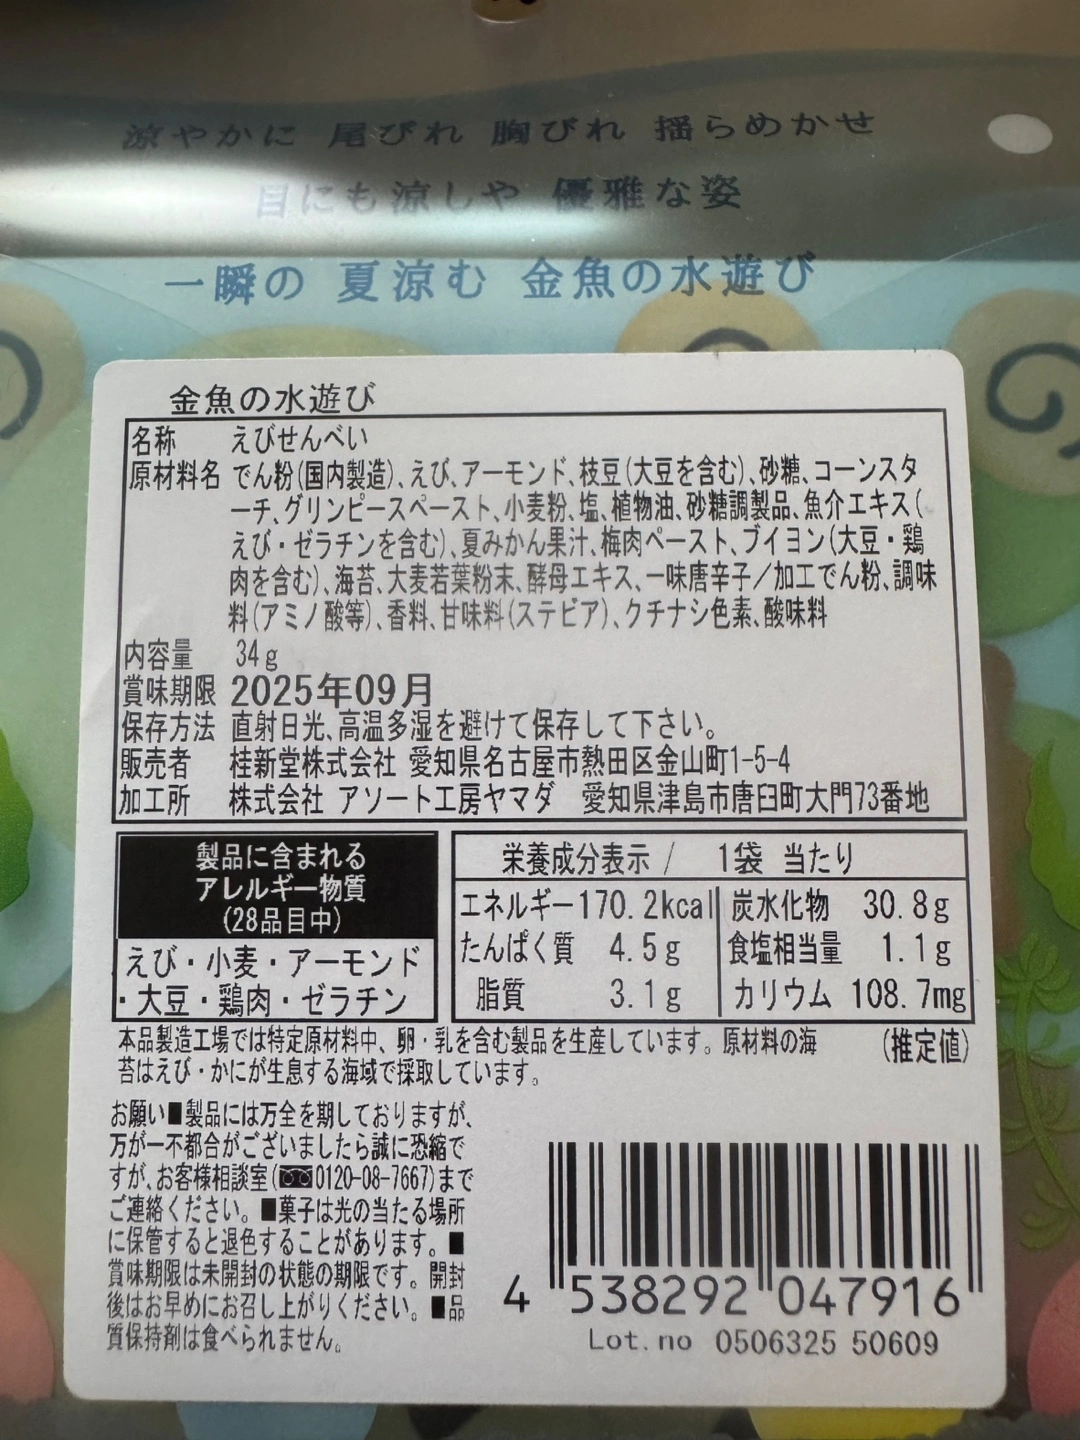 涼やかに 尾びれ 胸びれ 揺らめかせ
目にも涼しや 優雅な姿
一瞬の 夏涼む 金魚の水遊び
金魚の水遊び
名称 えびせんべい
原材料名 でん粉(国内製造)、えび、アーモンド、枝豆(大豆を含む)、砂糖、コーンスタ
ーチ、グリンピースペースト、小麦粉、塩、植物油、砂糖調製品、魚介エキス(
えび・ゼラチンを含む)、夏みかん果汁、梅肉ペースト、ブイヨン(大豆・鶏
肉を含む)、海苔、大麦若葉粉末、酵母エキス、一味唐辛子/加工でん粉、調味
料(アミノ酸等)、香料、甘味料(ステビア)、クチナシ色素、酸味料
内容量 34g
賞味期限 2025年09月
保存方法 直射日光、高温多湿を避けて保存して下さい。
販売者 桂新堂株式会社 愛知県名古屋市熱田区金山町1-5-4
加工所 株式会社 アソート工房ヤマダ 愛知県津島市唐臼町大門73番地
製品に含まれる
アレルギー物質
(28品目中)
えび・小麦・アーモンド
・大豆・鶏肉・ゼラチン
栄養成分表示 / 1袋 当たり
エネルギー 170.2kcal 炭水化物 30.8g
たんぱく質 4.5g 食塩相当量 1.1g
脂質 3.1g カリウム 108.7mg
(推定値)
本品製造工場では特定原材料中、卵・乳を含む製品を生産しています。原材料の海
苔はえび・かにが生息する海域で採取しています。
お願い■製品には万全を期しておりますが、
万が一不都合がございましたら誠に恐縮で
すが、お客様相談室(0120-08-7667)まで
ご連絡ください。■菓子は光の当たる場所
に保管すると退色することがあります。■
賞味期限は未開封の状態の期限です。開封
後はお早めにお召し上がりください。■品
質保持剤は食べられません。
4 538292 047916
Lot.no 0506325 50609